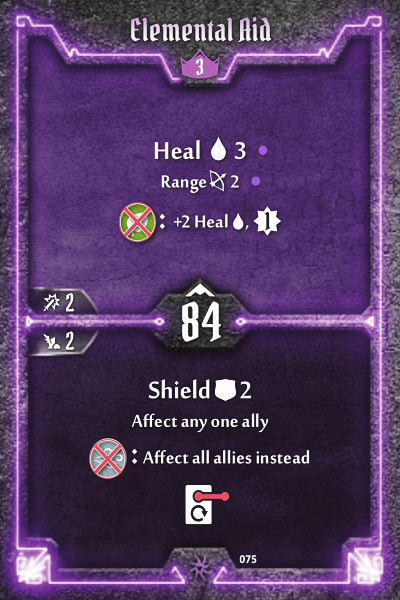 Elemental Aid
3
Heal 3
Range 2
: +2 Heal , 1
2
84
2
Shield 2
Affect any one ally
: Affect all allies instead
075